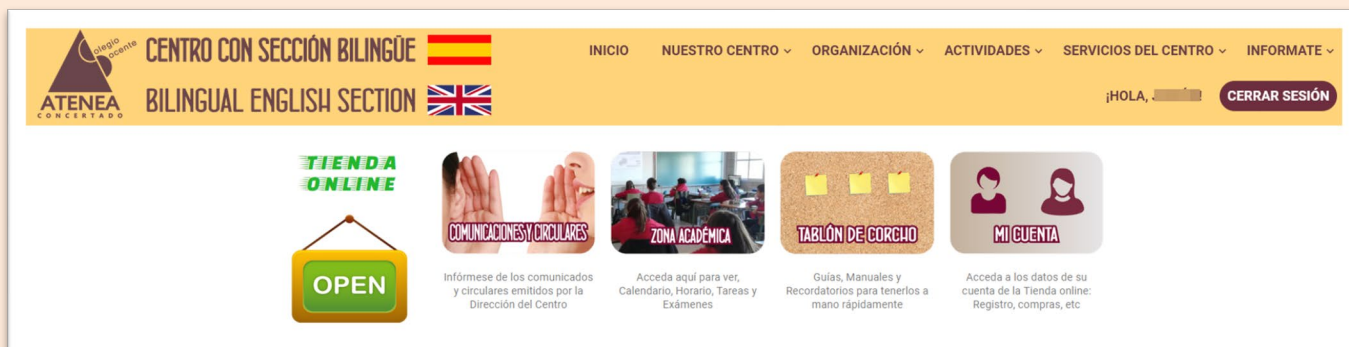 Colegio Docente
ATENEA
CONCERTADO
CENTRO CON SECCIÓN BILINGÜE
BILINGUAL ENGLISH SECTION
INICIO NUESTRO CENTRO ORGANIZACIÓN ACTIVIDADES SERVICIOS DEL CENTRO INFORMATE
¡HOLA, ! CERRAR SESIÓN
TIENDA
ONLINE
OPEN
COMUNICACIONES Y CIRCULARES
Infórmese de los comunicados
y circulares emitidos por la
Dirección del Centro
ZONA ACADÉMICA
Acceda aquí para ver,
Calendario, Horario, Tareas y
Exámenes
TABLÓN DE CORCHO
Guías, Manuales y
Recordatorios para tenerlos a
mano rápidamente
MI CUENTA
Acceda a los datos de su
cuenta de la Tienda online:
Registro, compras, etc